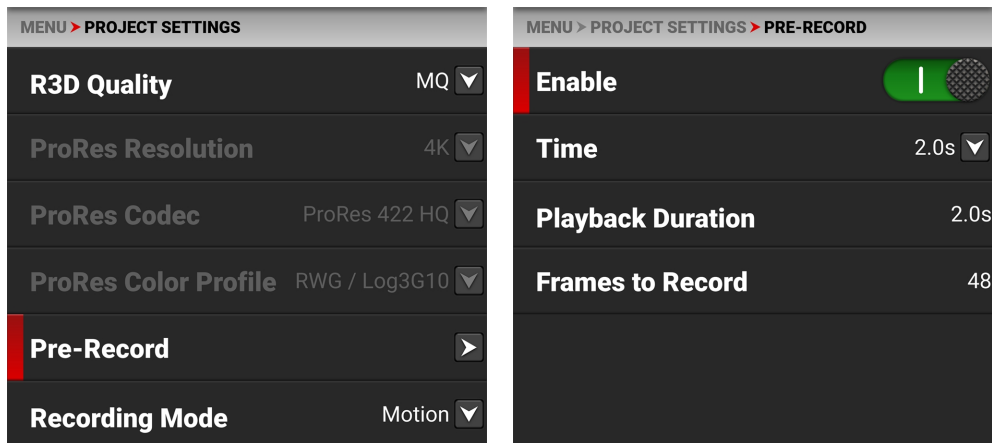 MENU PROJECT SETTINGS
R3D Quality MQ
ProRes Resolution 4K
ProRes Codec ProRes 422 HQ
ProRes Color Profile RWG / Log3G10
Pre-Record
Recording Mode Motion
MENU PROJECT SETTINGS PRE-RECORD
Enable
Time 2.0s
Playback Duration 2.0s
Frames to Record 48